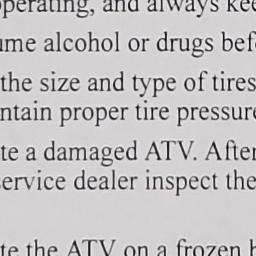 operating, and always kee
ume alcohol or drugs bef
the size and type of tires
ntain proper tire pressure
te a damaged ATV. After
ervice dealer inspect the
te the ATV on a frozen b